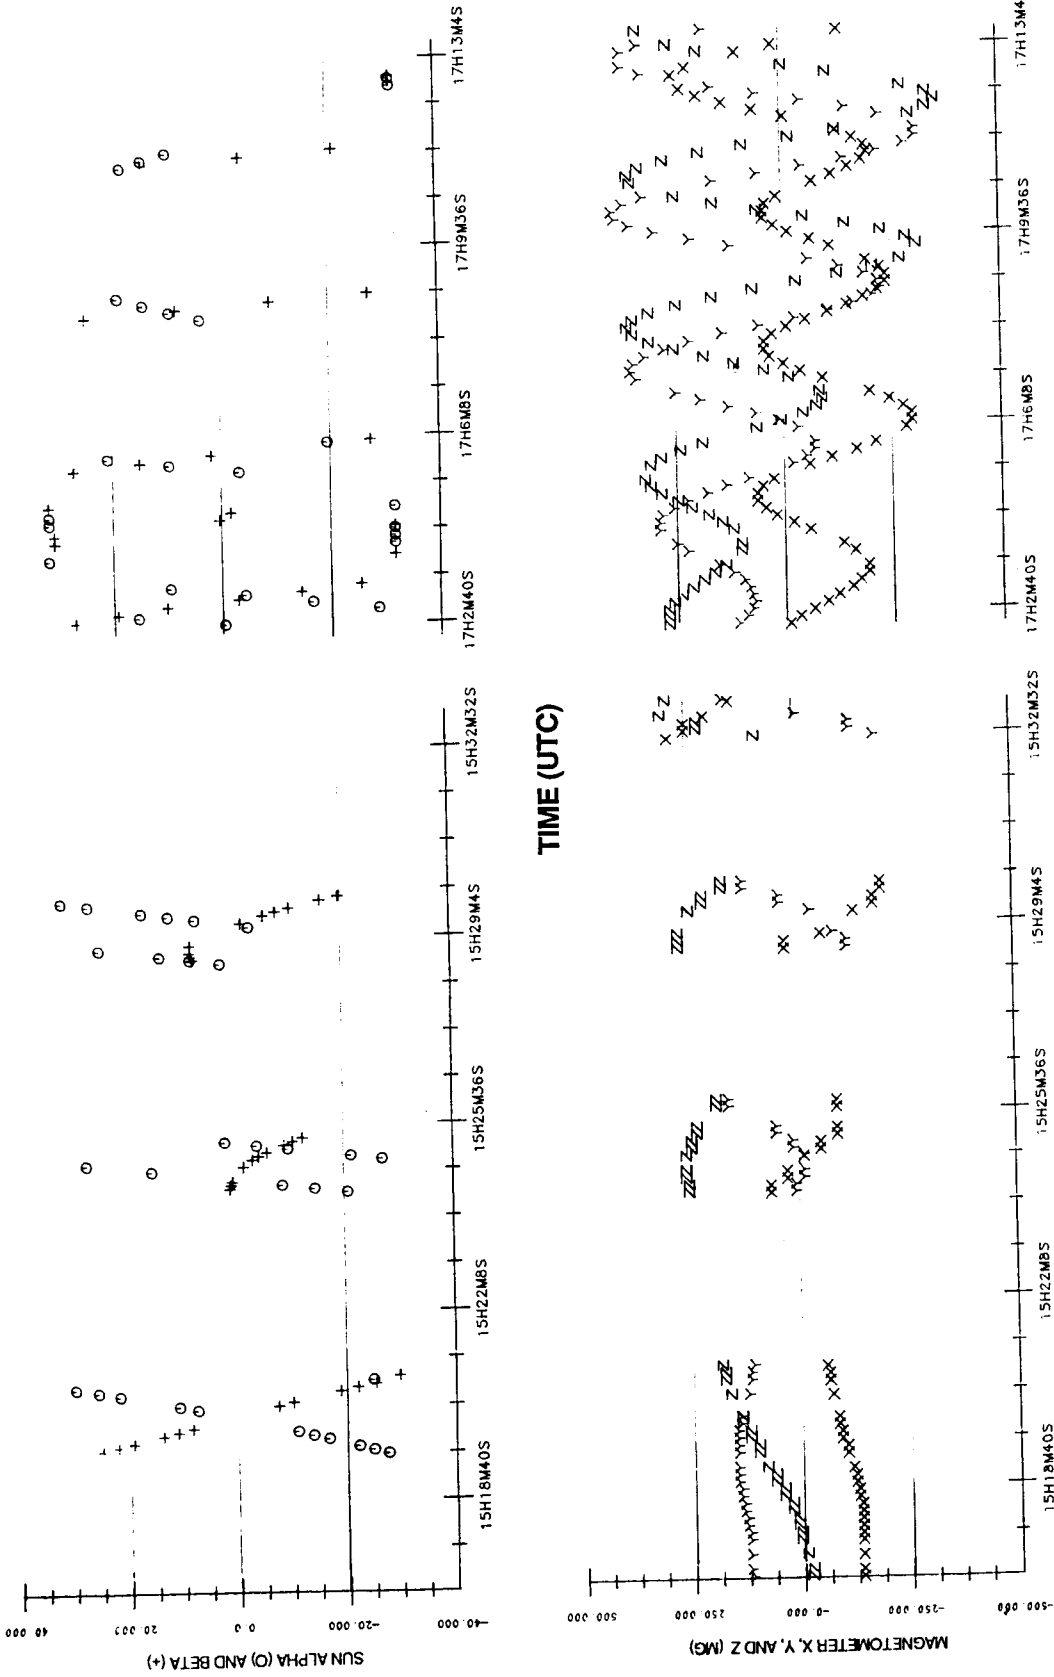 40.000
20.000
0.0
-20.000
-40.000
SUN ALPHA (O) AND BETA (+)
15H18M40S
15H22M8S
15H25M36S
15H29M4S
15H32M32S
17H2M40S
17H6M8S
17H9M36S
17H13M4S
TIME (UTC)
500.000
250.000
-0.000
-250.000
-500.000
MAGNETOMETER X, Y, AND Z (MG)
15H18M40S
15H22M8S
15H25M36S
15H29M4S
15H32M32S
17H2M40S
17H6M8S
17H9M36S
17H13M4